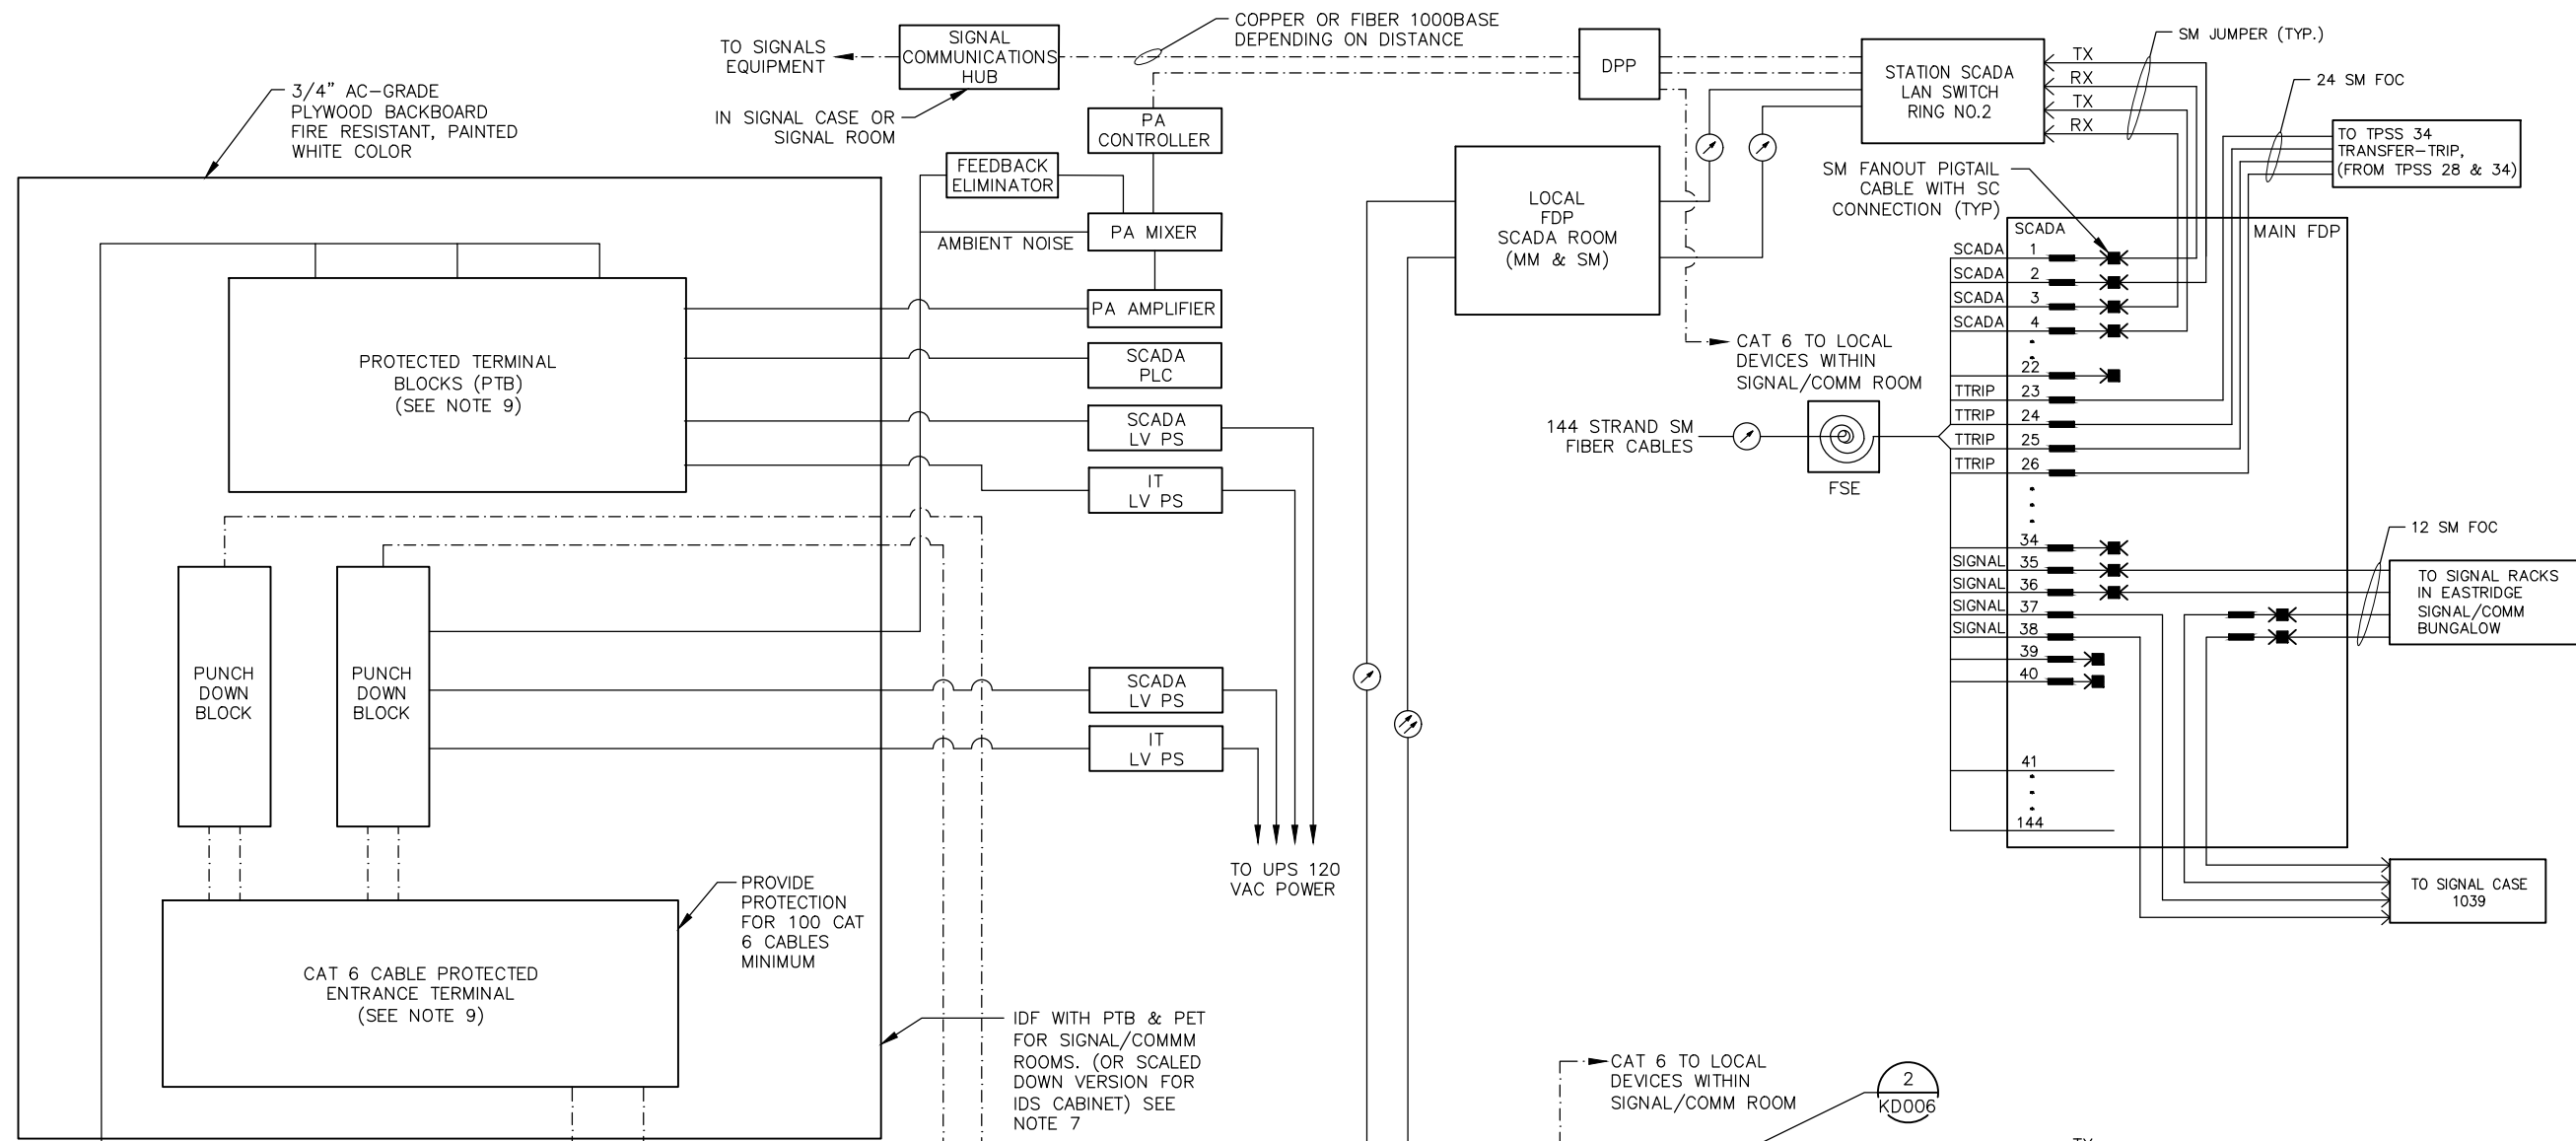 COPPER OR FIBER 1000BASE
DEPENDING ON DISTANCE
SIGNAL
COMMUNICATIONS
HUB
TO SIGNALS
EQUIPMENT
IN SIGNAL CASE OR
SIGNAL ROOM
3/4" AC-GRADE
PLYWOOD BACKBOARD
FIRE RESISTANT, PAINTED
WHITE COLOR
DPP
STATION SCADA
LAN SWITCH
RING NO.2
TX
RX
TX
RX
SM JUMPER (TYP.)
24 SM FOC
TO TPSS 34
TRANSFER-TRIP,
(FROM TPSS 28 & 34)
PA
CONTROLLER
FEEDBACK
ELIMINATOR
AMBIENT NOISE
PA MIXER
PA AMPLIFIER
SCADA
PLC
SCADA
LV PS
IT
LV PS
LOCAL
FDP
SCADA ROOM
(MM & SM)
SM FANOUT PIGTAIL
CABLE WITH SC
CONNECTION (TYP)
CAT 6 TO LOCAL
DEVICES WITHIN
SIGNAL/COMM ROOM
144 STRAND SM
FIBER CABLES
FSE
SCADA
MAIN FDP
SCADA 1
SCADA 2
SCADA 3
SCADA 4
22
TTRIP 23
TTRIP 24
TTRIP 25
TTRIP 26
34
SIGNAL 35
SIGNAL 36
SIGNAL 37
SIGNAL 38
39
40
41
144
12 SM FOC
TO SIGNAL RACKS
IN EASTRIDGE
SIGNAL/COMM
BUNGALOW
TO SIGNAL CASE
1039
PROTECTED TERMINAL
BLOCKS (PTB)
(SEE NOTE 9)
PUNCH
DOWN
BLOCK
PUNCH
DOWN
BLOCK
SCADA
LV PS
IT
LV PS
TO UPS 120
VAC POWER
PROVIDE
PROTECTION
FOR 100 CAT
6 CABLES
MINIMUM
CAT 6 CABLE PROTECTED
ENTRANCE TERMINAL
(SEE NOTE 9)
IDF WITH PTB & PET
FOR SIGNAL/COMMM
ROOMS. (OR SCALED
DOWN VERSION FOR
IDS CABINET) SEE
NOTE 7
CAT 6 TO LOCAL
DEVICES WITHIN
SIGNAL/COMM ROOM
2
KD006